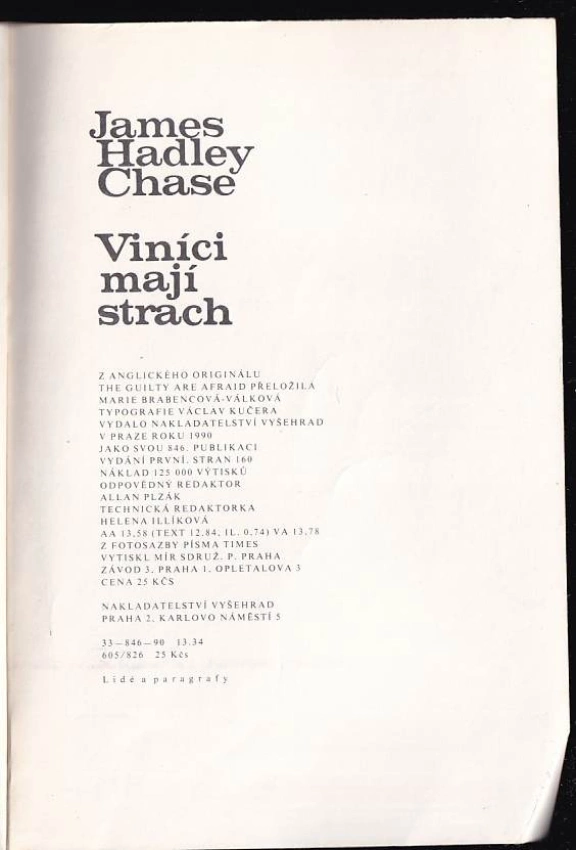 James
Hadley
Chase
Viníci
mají
strach
Z ANGLICKÉHO ORIGINÁLU
THE GUILTY ARE AFRAID PŘELOŽILA
MARIE BRABENCOVÁ-VÁLKOVÁ
TYPOGRAFIE VÁCLAV KUČERA
VYDALO NAKLADATELSTVÍ VYŠEHRAD
V PRAZE ROKU 1990
JAKO SVOU 846. PUBLIKACI
VYDÁNÍ PRVNÍ. STRAN 160
NÁKLAD 125 000 VÝTISKŮ
ODPOVĚDNÝ REDAKTOR
ALLAN PLZÁK
TECHNICKÁ REDAKTORKA
HELENA ILLÍKOVÁ
AA 13,58 (TEXT 12,84, IL. 0,74) VA 13,78
Z FOTOSAZBY PÍSMA TIMES
VYTISKL MÍR SDRUŽ. P. PRAHA
ZÁVOD 3, PRAHA 1, OPLETALOVA 3
CENA 25 KČS
NAKLADATELSTVÍ VYŠEHRAD
PRAHA 2, KARLOVO NÁMĚSTÍ 5
33—846—90 13.34
605/826 25 Kčs
Lidé a paragrafy